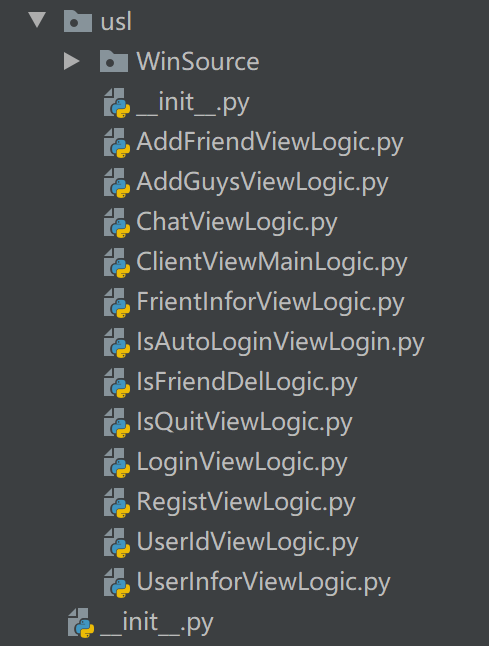 usl
WinSource
__init__.py
AddFriendViewLogic.py
AddGuysViewLogic.py
ChatViewLogic.py
ClientViewMainLogic.py
FrientInforViewLogic.py
IsAutoLoginViewLogin.py
IsFriendDelLogic.py
IsQuitViewLogic.py
LoginViewLogic.py
RegistViewLogic.py
UserIdViewLogic.py
UserInforViewLogic.py
__init__.py